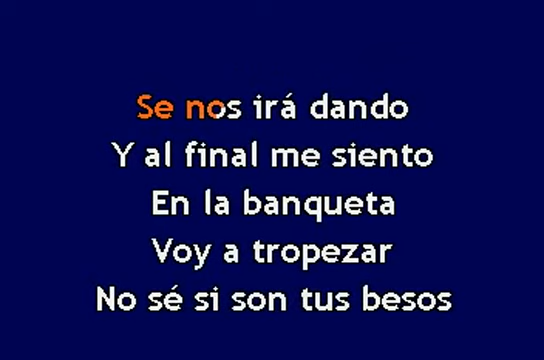 Se nos irá dando
Y al final me siento
En la banqueta
Voy a tropezar
No sé si son tus besos